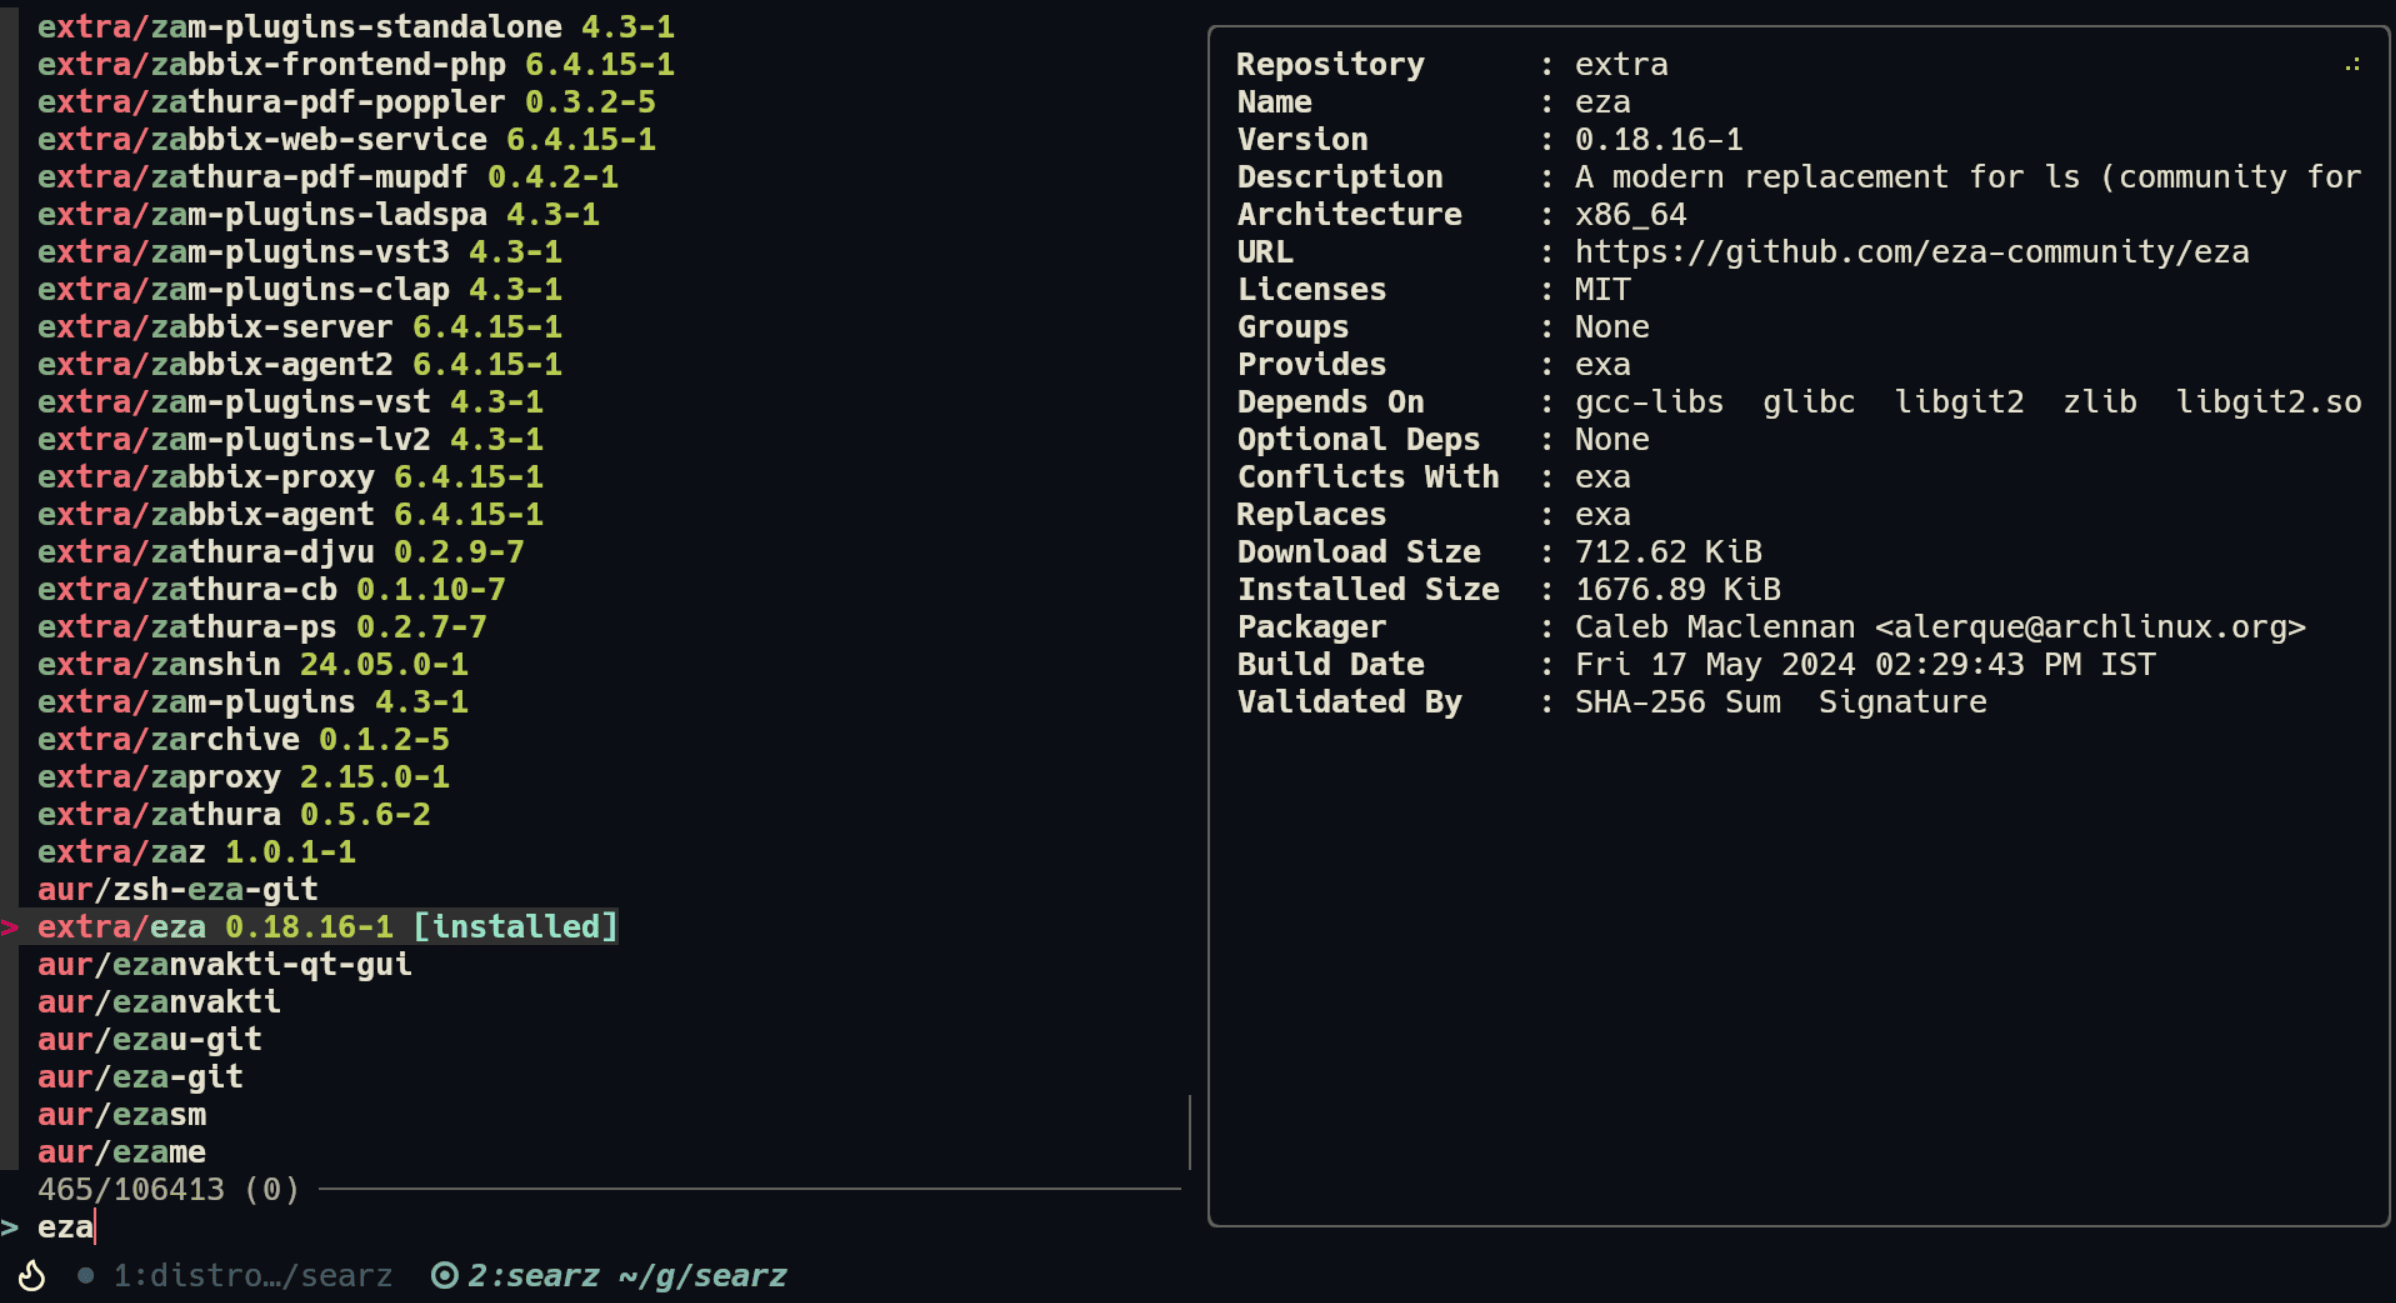 extra/zam-plugins-standalone 4.3-1
extra/zabbix-frontend-php 6.4.15-1
extra/zathura-pdf-poppler 0.3.2-5
extra/zabbix-web-service 6.4.15-1
extra/zathura-pdf-mupdf 0.4.2-1
extra/zam-plugins-ladspa 4.3-1
extra/zam-plugins-vst3 4.3-1
extra/zam-plugins-clap 4.3-1
extra/zabbix-server 6.4.15-1
extra/zabbix-agent2 6.4.15-1
extra/zam-plugins-vst 4.3-1
extra/zam-plugins-lv2 4.3-1
extra/zabbix-proxy 6.4.15-1
extra/zabbix-agent 6.4.15-1
extra/zathura-djvu 0.2.9-7
extra/zathura-cb 0.1.10-7
extra/zathura-ps 0.2.7-7
extra/zanshin 24.05.0-1
extra/zam-plugins 4.3-1
extra/zarchive 0.1.2-5
extra/zaproxy 2.15.0-1
extra/zathura 0.5.6-2
extra/zaz 1.0.1-1
aur/zsh-eza-git
> extra/eza 0.18.16-1 [installed]
aur/ezanvakti-qt-gui
aur/ezanvakti
aur/ezau-git
aur/eza-git
aur/ezasm
aur/ezame
465/106413 (0)
> eza
Repository : extra
Name : eza
Version : 0.18.16-1
Description : A modern replacement for ls (community for
Architecture : x86_64
URL : https://github.com/eza-community/eza
Licenses : MIT
Groups : None
Provides : exa
Depends On : gcc-libs glibc libgit2 zlib libgit2.so
Optional Deps : None
Conflicts With : exa
Replaces : exa
Download Size : 712.62 KiB
Installed Size : 1676.89 KiB
Packager : Caleb Maclennan <alerque@archlinux.org>
Build Date : Fri 17 May 2024 02:29:43 PM IST
Validated By : SHA-256 Sum Signature
1:distro…/searz 2:searz ~/g/searz